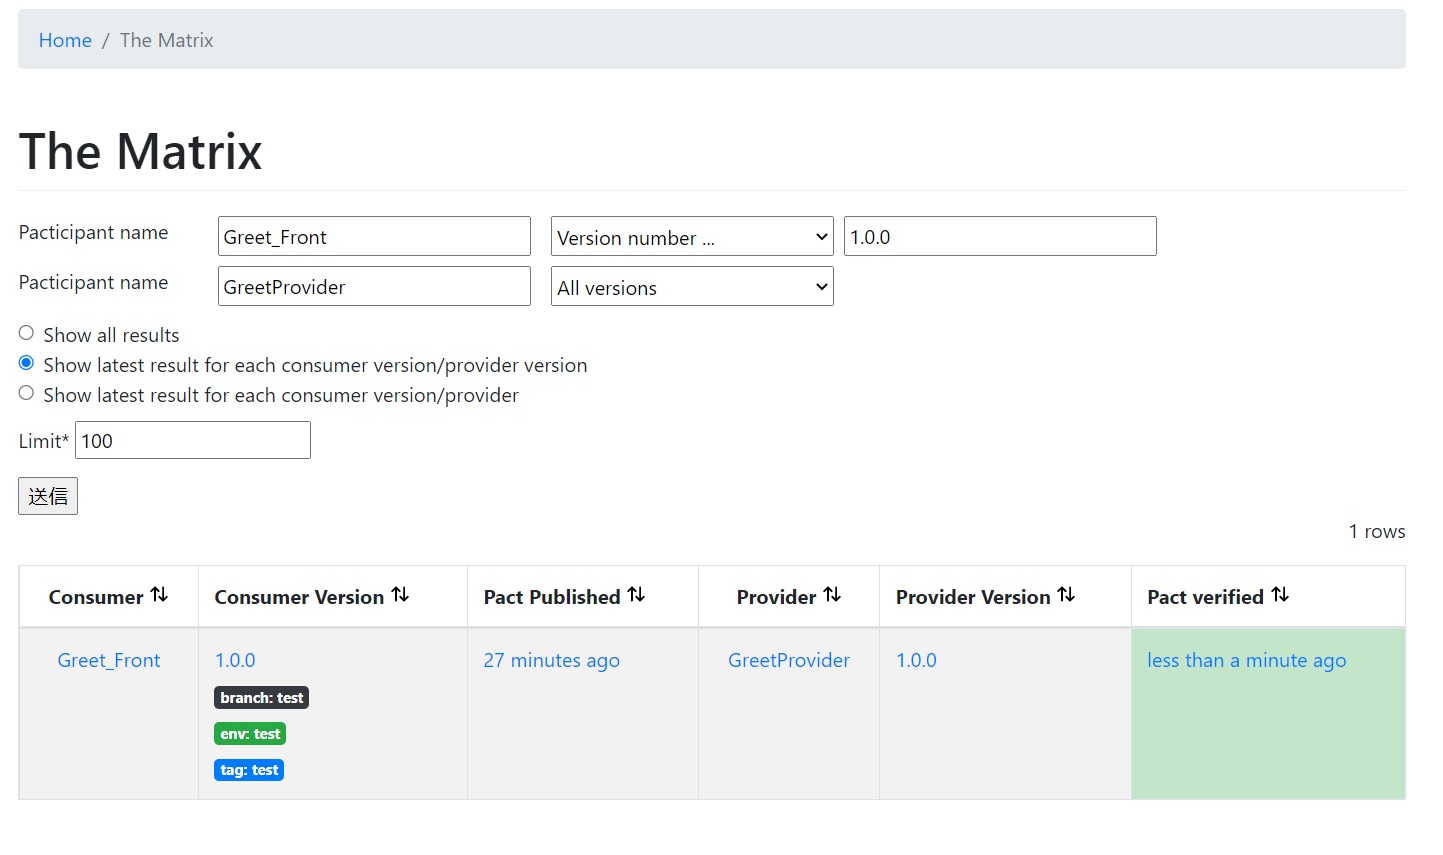 Home / The Matrix
The Matrix
Pacticipant name Greet_Front Version number ... 1.0.0
Pacticipant name GreetProvider All versions
Show all results
Show latest result for each consumer version/provider version
Show latest result for each consumer version/provider
Limit* 100
送信
1 rows
Consumer Consumer Version Pact Published Provider Provider Version Pact verified
Greet_Front 1.0.0 27 minutes ago GreetProvider 1.0.0 less than a minute ago
branch: test
env: test
tag: test